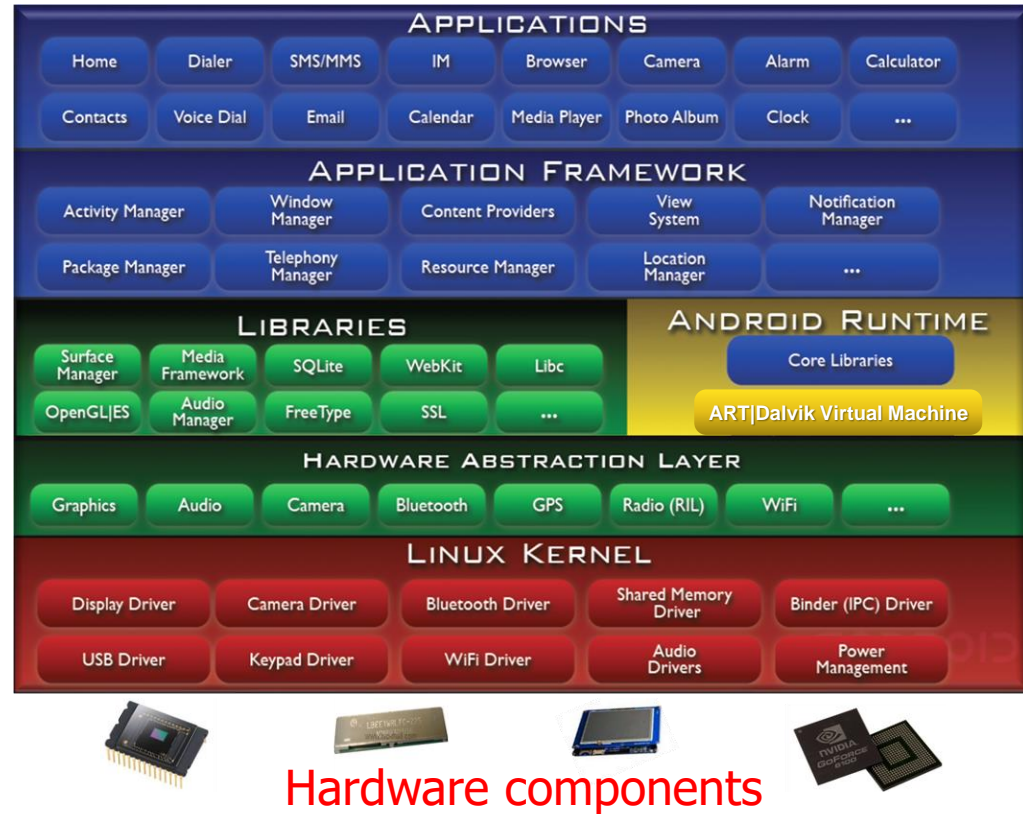 APPLICATIONS
Home Dialer SMS/MMS IM Browser Camera Alarm Calculator
Contacts Voice Dial Email Calendar Media Player Photo Album Clock ...
APPLICATION FRAMEWORK
Activity Manager Window Manager Content Providers View System Notification Manager
Package Manager Telephony Manager Resource Manager Location Manager ...
LIBRARIES
Surface Manager Media Framework SQLite WebKit Libc
OpenGL|ES Audio Manager FreeType SSL ...
ANDROID RUNTIME
Core Libraries
ART|Dalvik Virtual Machine
HARDWARE ABSTRACTION LAYER
Graphics Audio Camera Bluetooth GPS Radio (RIL) WiFi ...
LINUX KERNEL
Display Driver Camera Driver Bluetooth Driver Shared Memory Driver Binder (IPC) Driver
USB Driver Keypad Driver WiFi Driver Audio Drivers Power Management
NVIDIA
GOFORCE
Hardware components